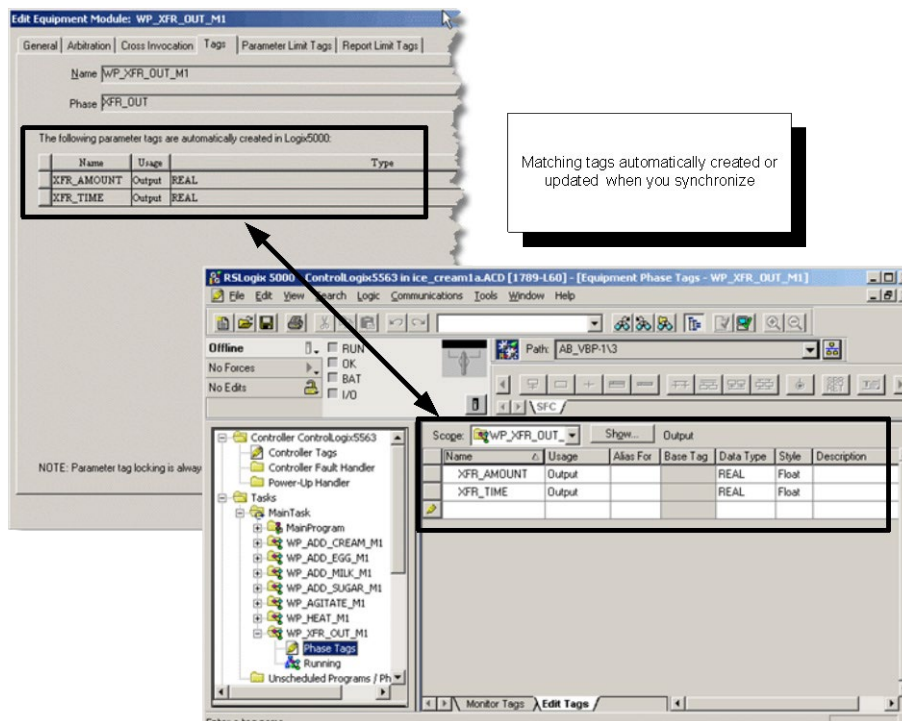 Edit Equipment Module: WP_XFR_OUT_M1
General Arbitration Cross Invocation Tags Parameter Limit Tags Report Limit Tags
Name WP_XFR_OUT_M1
Phase XFR_OUT
The following parameter tags are automatically created in Logix5000:
Name Usage Type
XFR_AMOUNT Output REAL
XFR_TIME Output REAL
NOTE: Parameter tag locking is alway
Matching tags automatically created or
updated when you synchronize
RSLogix 5000 - ControlLogix5563 in ice_cream1a.ACD [1789-L60] - [Equipment Phase Tags - WP_XFR_OUT_M1]
File Edit View Search Logic Communications Tools Window Help
Offline RUN
No Forces OK
BAT
No Edits I/O
Path: AB_VBP-1\3
SFC
Controller ControlLogix5563
Controller Tags
Controller Fault Handler
Power-Up Handler
Tasks
MainTask
MainProgram
WP_ADD_CREAM_M1
WP_ADD_EGG_M1
WP_ADD_MILK_M1
WP_ADD_SUGAR_M1
WP_AGITATE_M1
WP_HEAT_M1
WP_XFR_OUT_M1
Phase Tags
Running
Unscheduled Programs / Ph
Scope: WP_XFR_OUT_ Show... Output
Name Usage Alias For Base Tag Data Type Style Description
XFR_AMOUNT Output REAL Float
XFR_TIME Output REAL Float
Monitor Tags Edit Tags